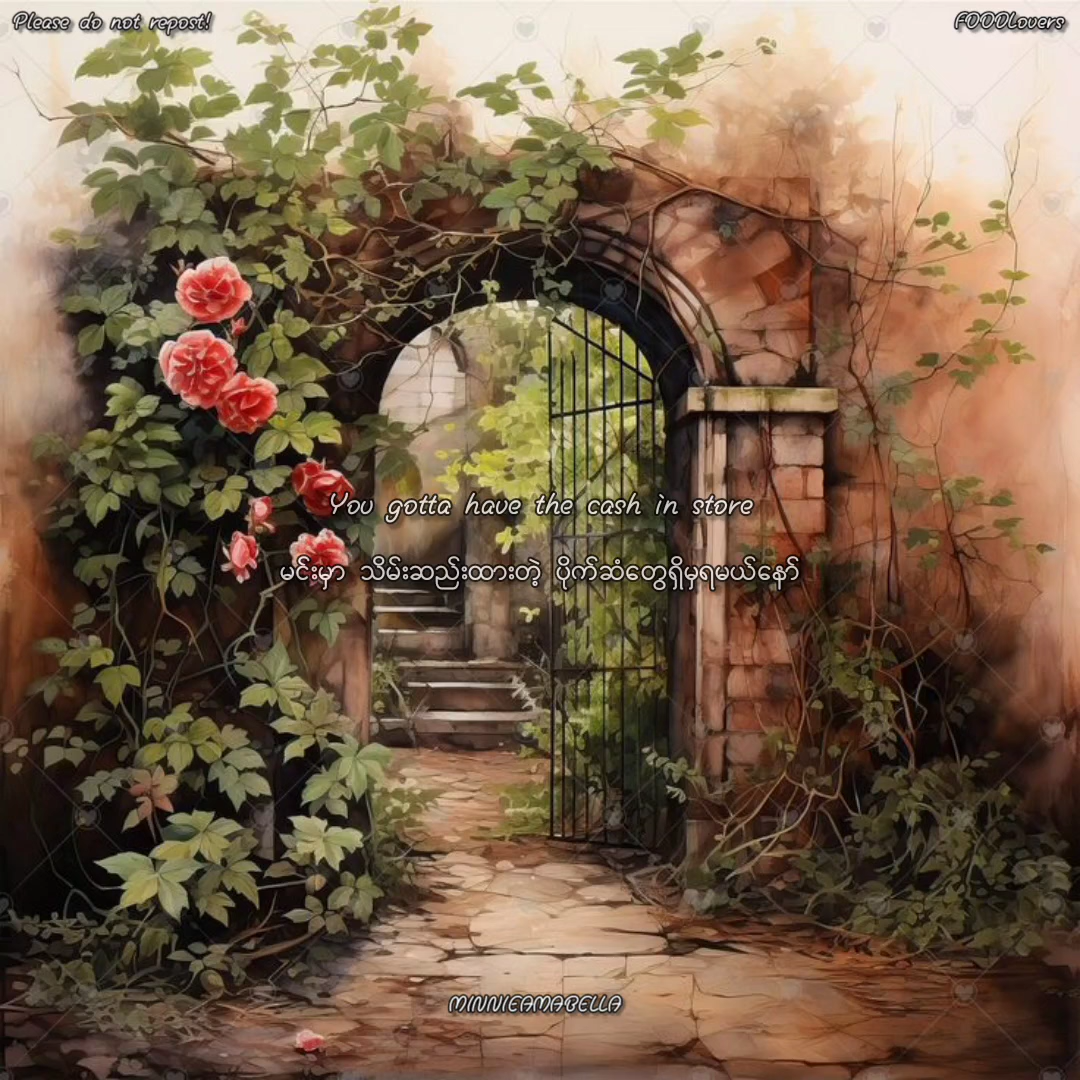 Please do not repost!
FOODLovers
You gotta have the cash in store
မင်းမှာ သိမ်းဆည်းထားတဲ့ ပိုက်ဆံတွေရှိမှရမယ်နော်
MINNIEAMABELLA